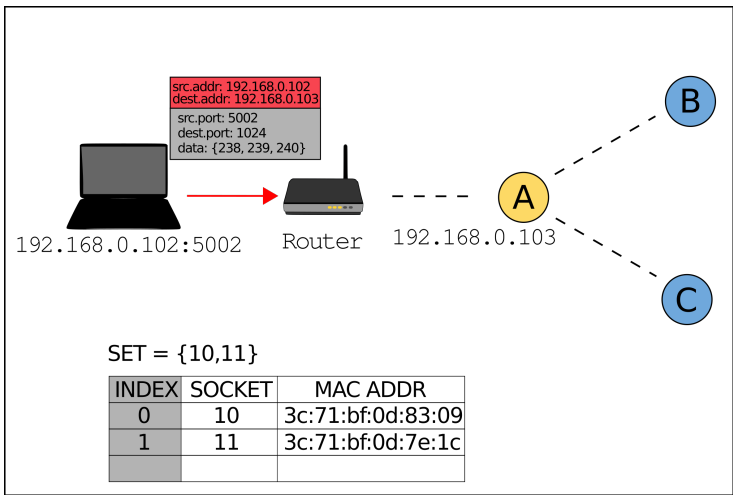 src.addr: 192.168.0.102
dest.addr: 192.168.0.103
src.port: 5002
dest.port: 1024
data: {238, 239, 240}
B
A
192.168.0.102:5002
Router
192.168.0.103
C
SET = {10,11}
INDEX SOCKET MAC ADDR
0 10 3c:71:bf:0d:83:09
1 11 3c:71:bf:0d:7e:1c